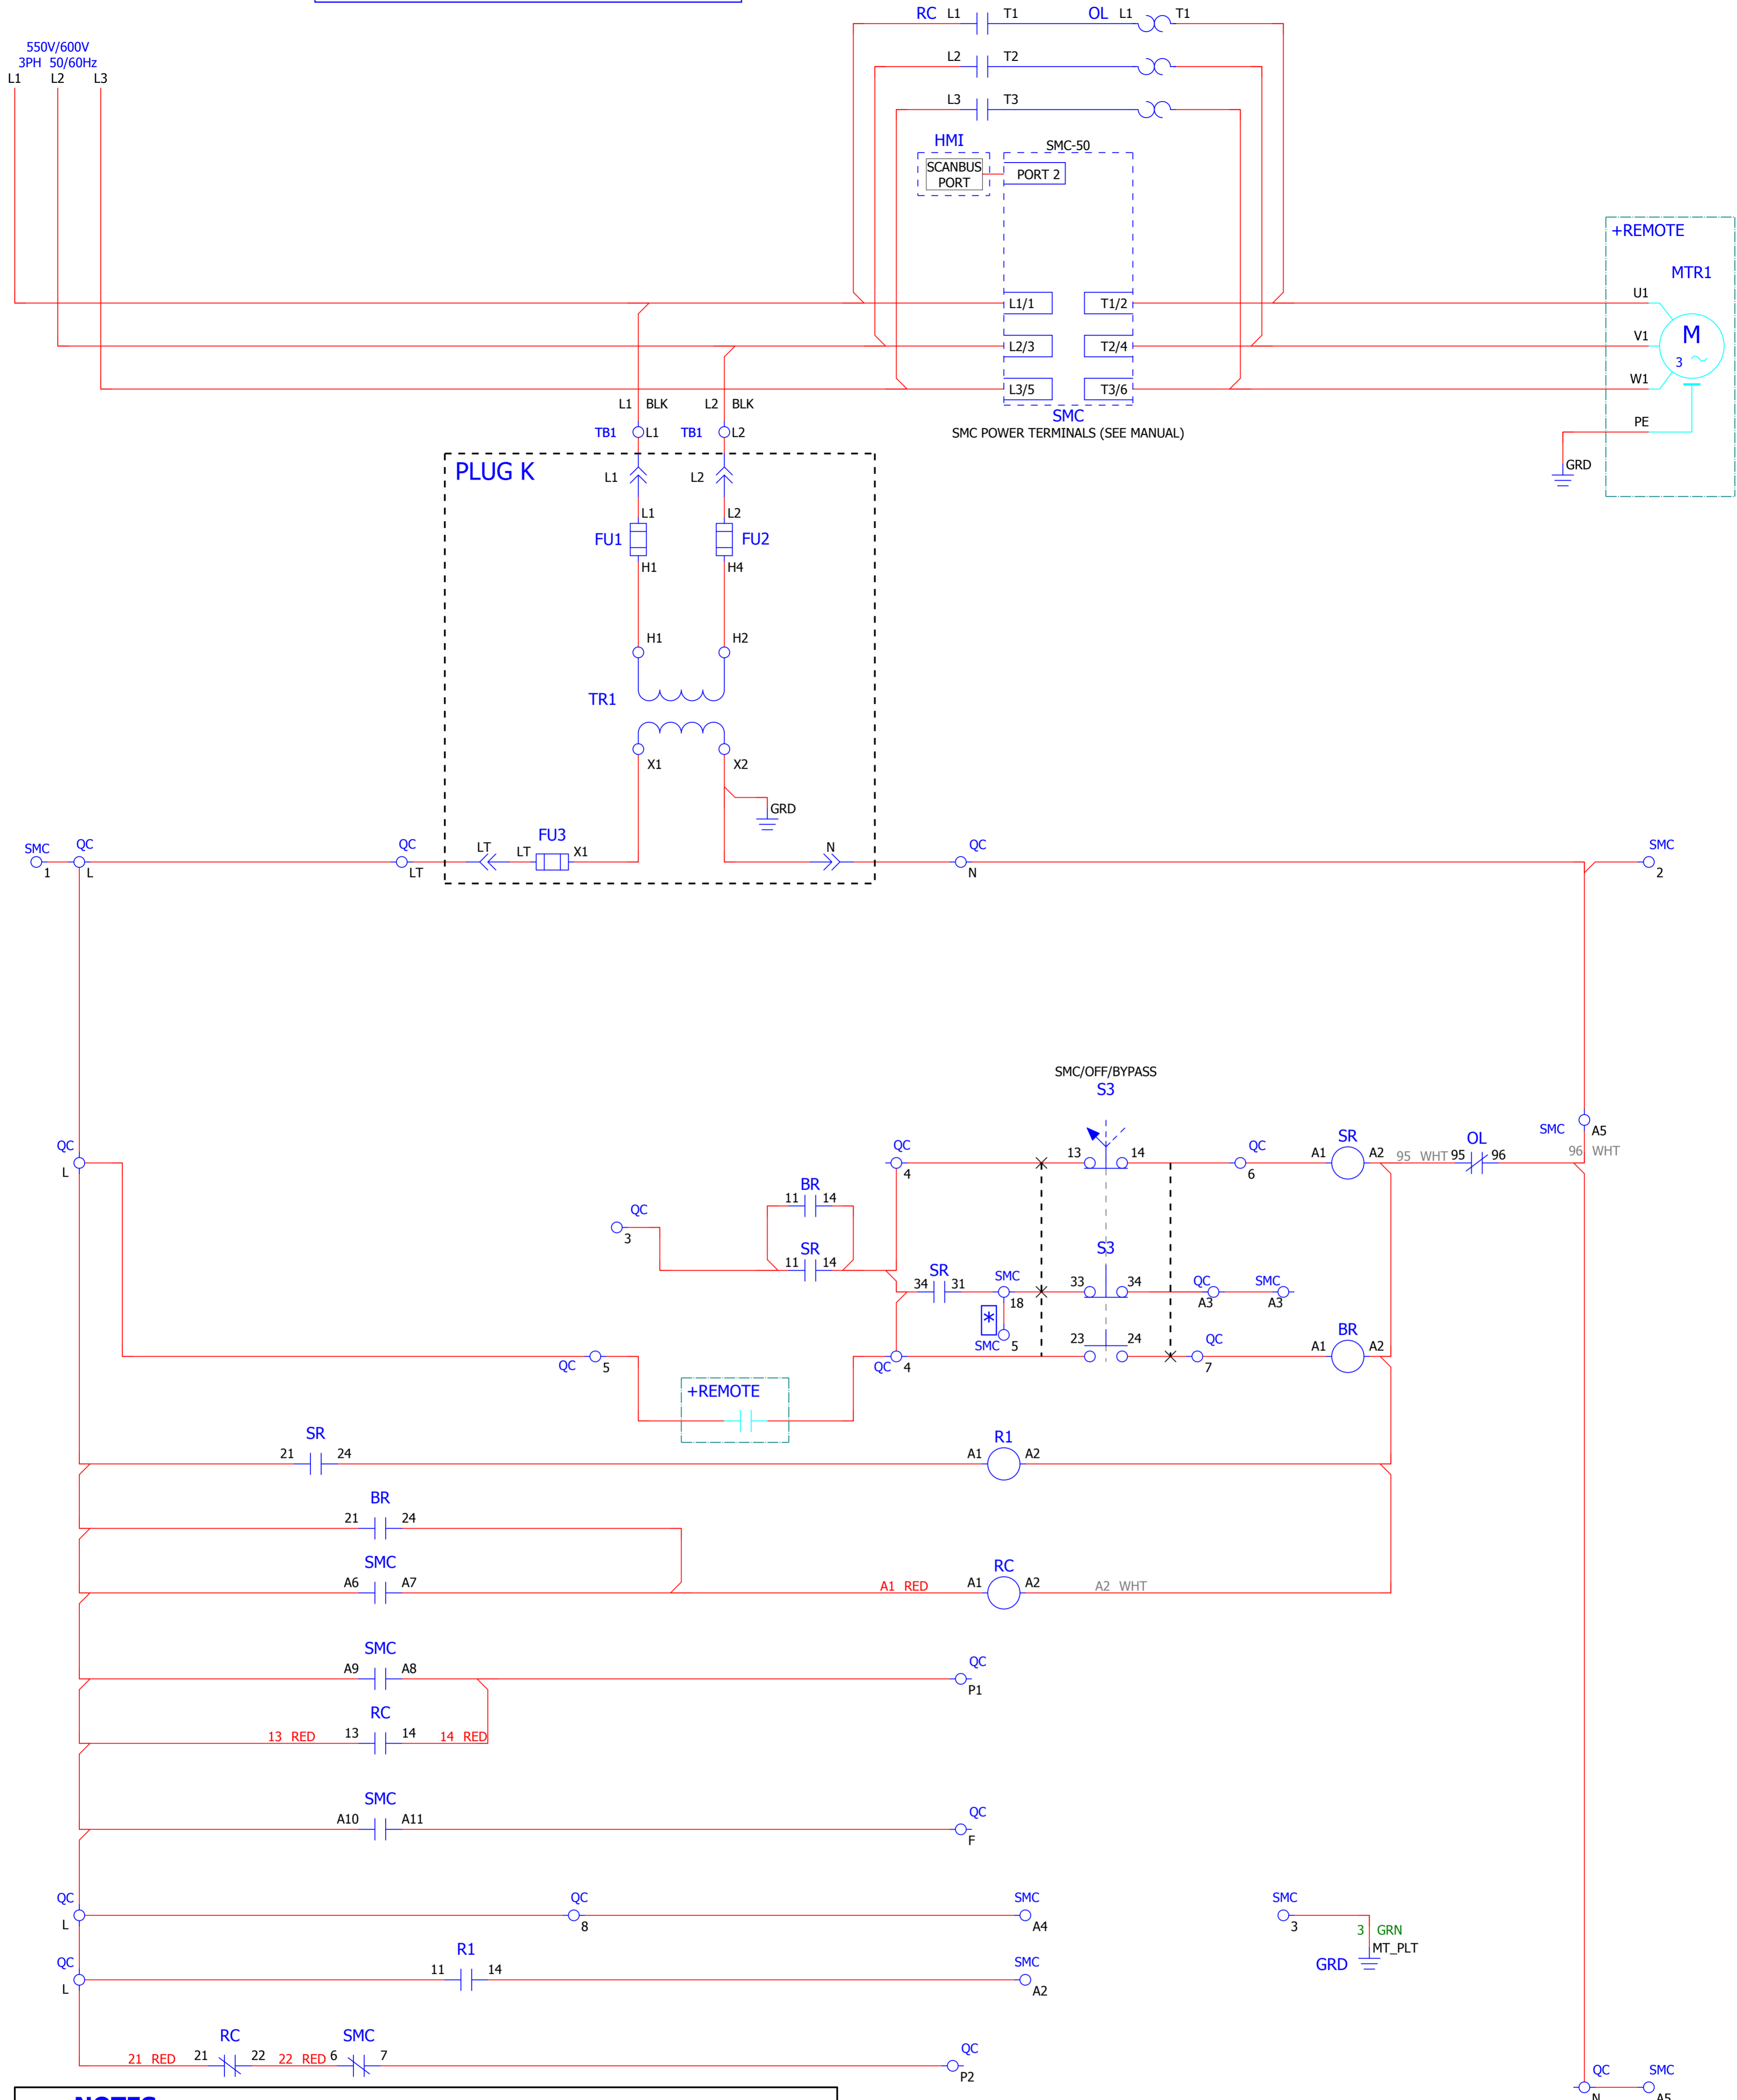 RC L1 T1 OL L1 T1
550V/600V
3PH 50/60Hz
L1 L2 L3
L2 T2
L3 T3
HMI
SMC-50
SCANBUS
PORT
PORT 2
+REMOTE
MTR1
L1/1 T1/2 U1
L2/3 T2/4 V1
M
3
L3/5 T3/6 W1
L1 BLK L2 BLK
SMC
PE
TB1 L1 TB1 L2
SMC POWER TERMINALS (SEE MANUAL)
GRD
PLUG K
L1 L2
L1 L2
FU1 FU2
H1 H4
H1 H2
TR1
X1 X2
GRD
SMC QC QC FU3 QC SMC
LT LT X1 N
1 L LT N 2
SMC/OFF/BYPASS
S3
SMC A5
QC QC 13 14 QC SR OL
A1 A2 95 WHT 95 96 96 WHT
L 4 6
BR
11 14
QC
3
SR
11 14
S3
SR
34 31 SMC 33 34 QC SMC
18 A3 A3
*
SMC 5
23 24 QC BR
A1 A2
QC 5 QC 4 7
+REMOTE
SR R1
21 24 A1 A2
BR
21 24
SMC RC
A6 A7 A1 RED A1 A2 A2 WHT
SMC QC
A9 A8 P1
RC
13 RED 13 14 14 RED
SMC QC
A10 A11 F
QC QC SMC SMC
L 8 A4 3
3 GRN
MT_PLT
GRD
QC R1 SMC
11 14
L A2
RC SMC QC
21 RED 21 22 22 RED 6 7 P2
QC SMC
N A5
NOTES